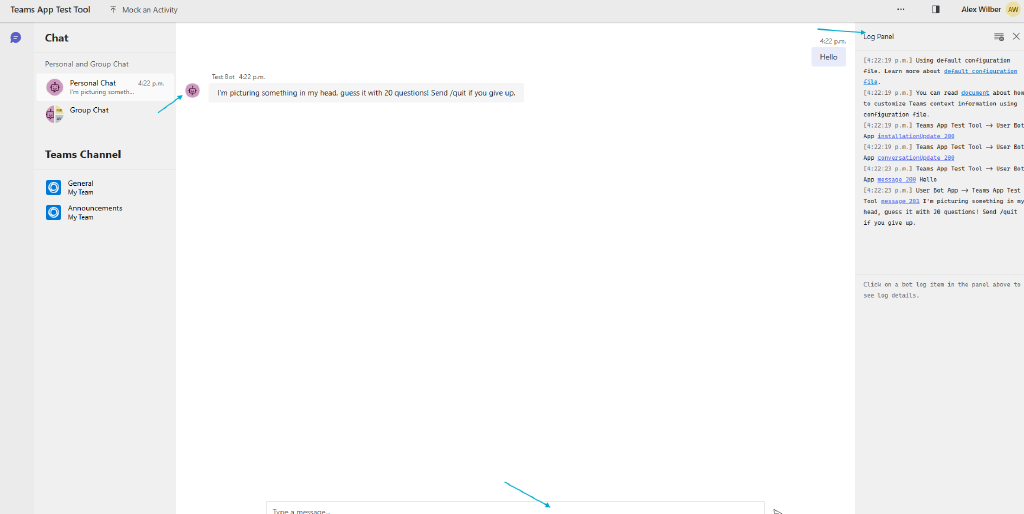 Teams App Test Tool
Mock an Activity
...
Alex Wilber AW
Chat
Personal and Group Chat
Personal Chat 4:22 p.m.
I'm picturing someth...
Group Chat
Teams Channel
General
My Team
Announcements
My Team
4:22 p.m.
Hello
Test Bot 4:22 p.m.
I'm picturing something in my head, guess it with 20 questions! Send /quit if you give up.
Type a message...
Log Panel
[4:22:19 p.m.] Using default configuration
file. Learn more about default configuration
file.
[4:22:19 p.m.] You can read document about how
to customize Teams context information using
configuration file.
[4:22:19 p.m.] Teams App Test Tool → User Bot
App installationUpdate 200
[4:22:19 p.m.] Teams App Test Tool → User Bot
App conversationUpdate 200
[4:22:23 p.m.] Teams App Test Tool → User Bot
App message 200 Hello
[4:22:23 p.m.] User Bot App → Teams App Test
Tool message 201 I'm picturing something in my
head, guess it with 20 questions! Send /quit
if you give up.
Click on a bot log item in the panel above to
see log details.